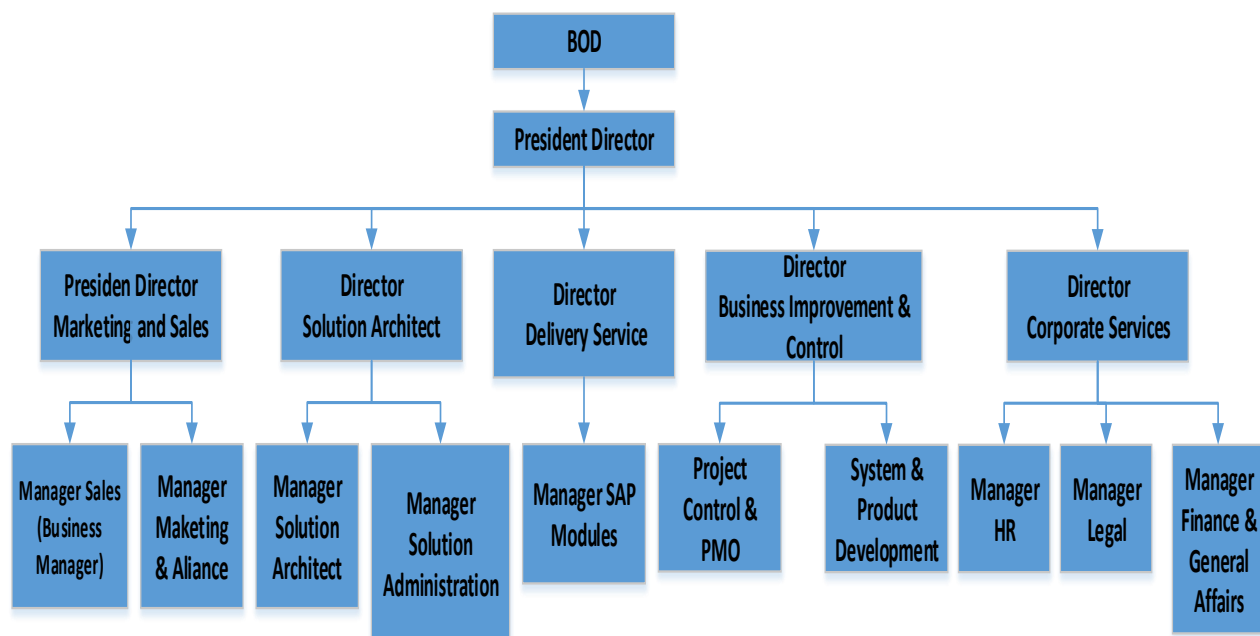 BOD
President Director
Presiden Director
Marketing and Sales
Director
Solution Architect
Director
Delivery Service
Director
Business Improvement &
Control
Director
Corporate Services
Manager Sales
(Business
Manager)
Manager
Maketing
& Aliance
Manager
Solution
Architect
Manager
Solution
Administration
Manager SAP
Modules
Project
Control &
PMO
System &
Product
Development
Manager
HR
Manager
Legal
Manager
Finance &
General
Affairs